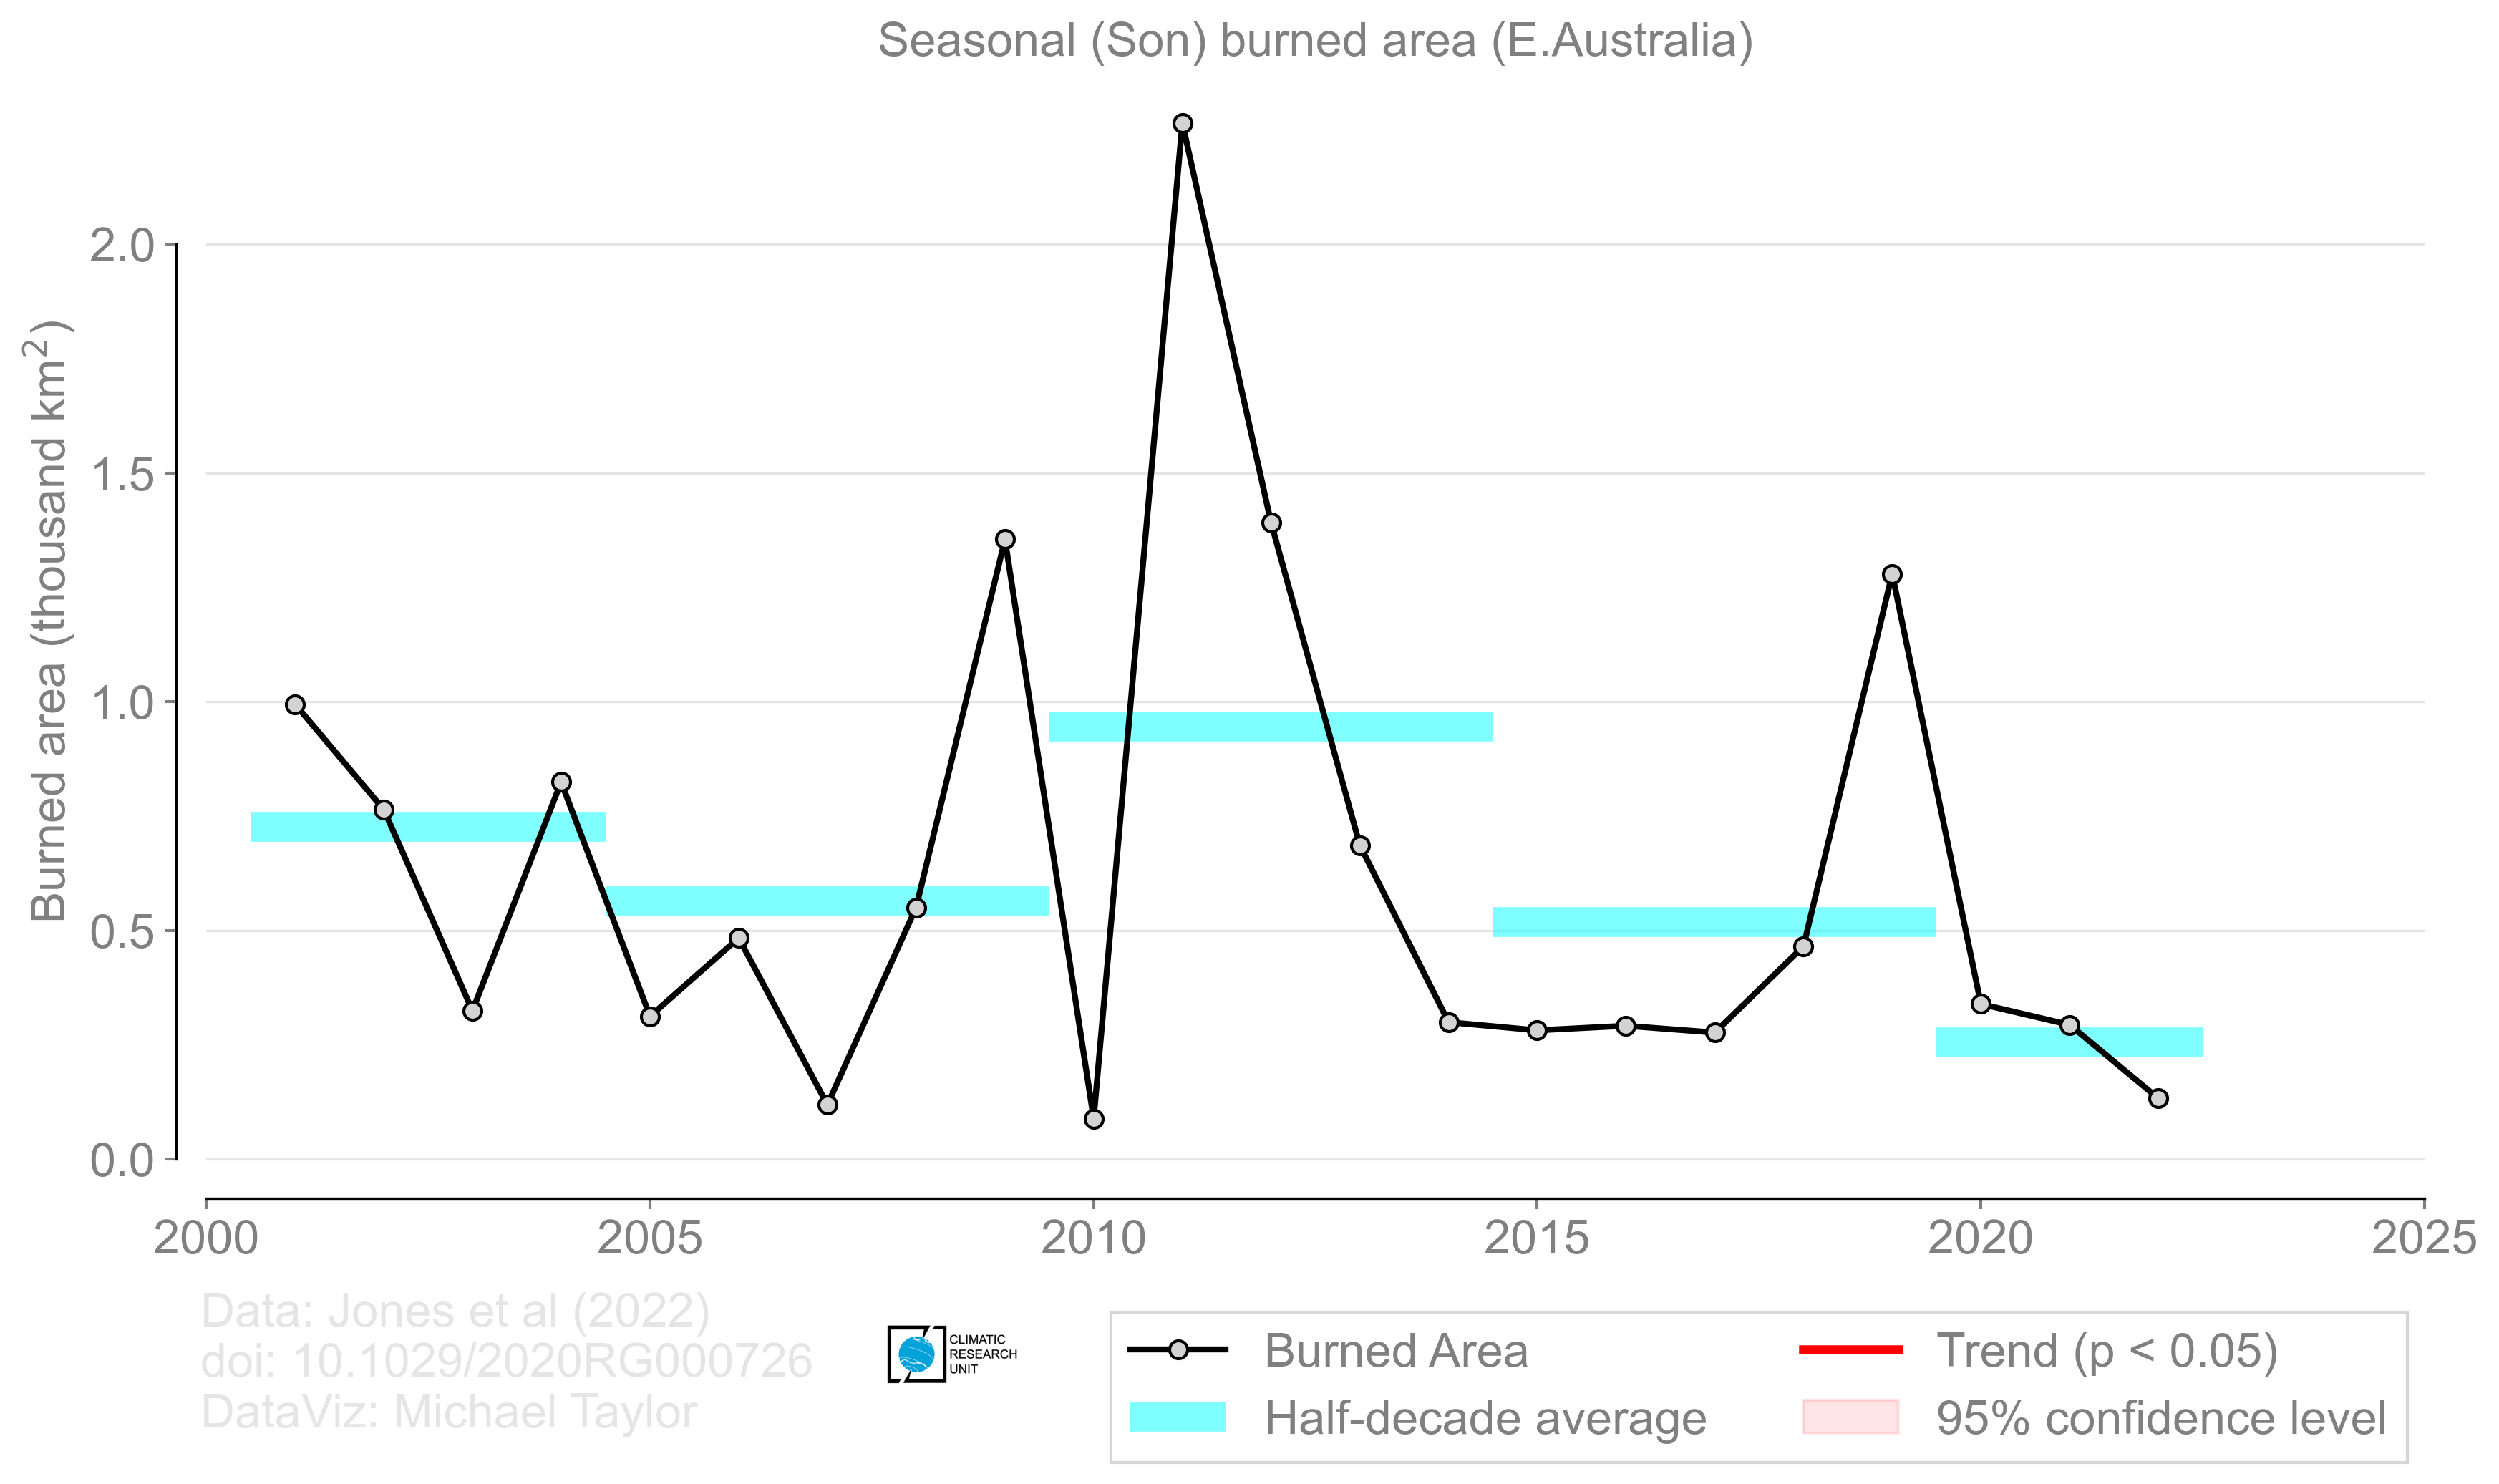 Seasonal (Son) burned area (E.Australia)
Burned area (thousand km²)
2.0
1.5
1.0
0.5
0.0
2000 2005 2010 2015 2020 2025
Data: Jones et al (2022)
doi: 10.1029/2020RG000726
DataViz: Michael Taylor
CLIMATIC
RESEARCH
UNIT
Burned Area
Half-decade average
Trend (p < 0.05)
95% confidence level